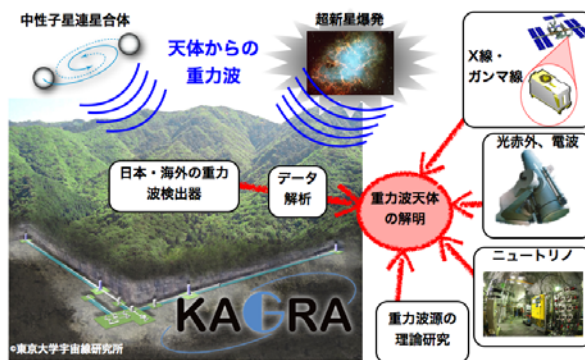 中性子星連星合体
天体からの
重力波
超新星爆発
X線・
ガンマ線
日本・海外の重力
波検出器
データ
解析
重力波天体
の解明
光赤外、電波
ニュートリノ
重力波源の
理論研究
KAGRA
©東京大学宇宙線研究所